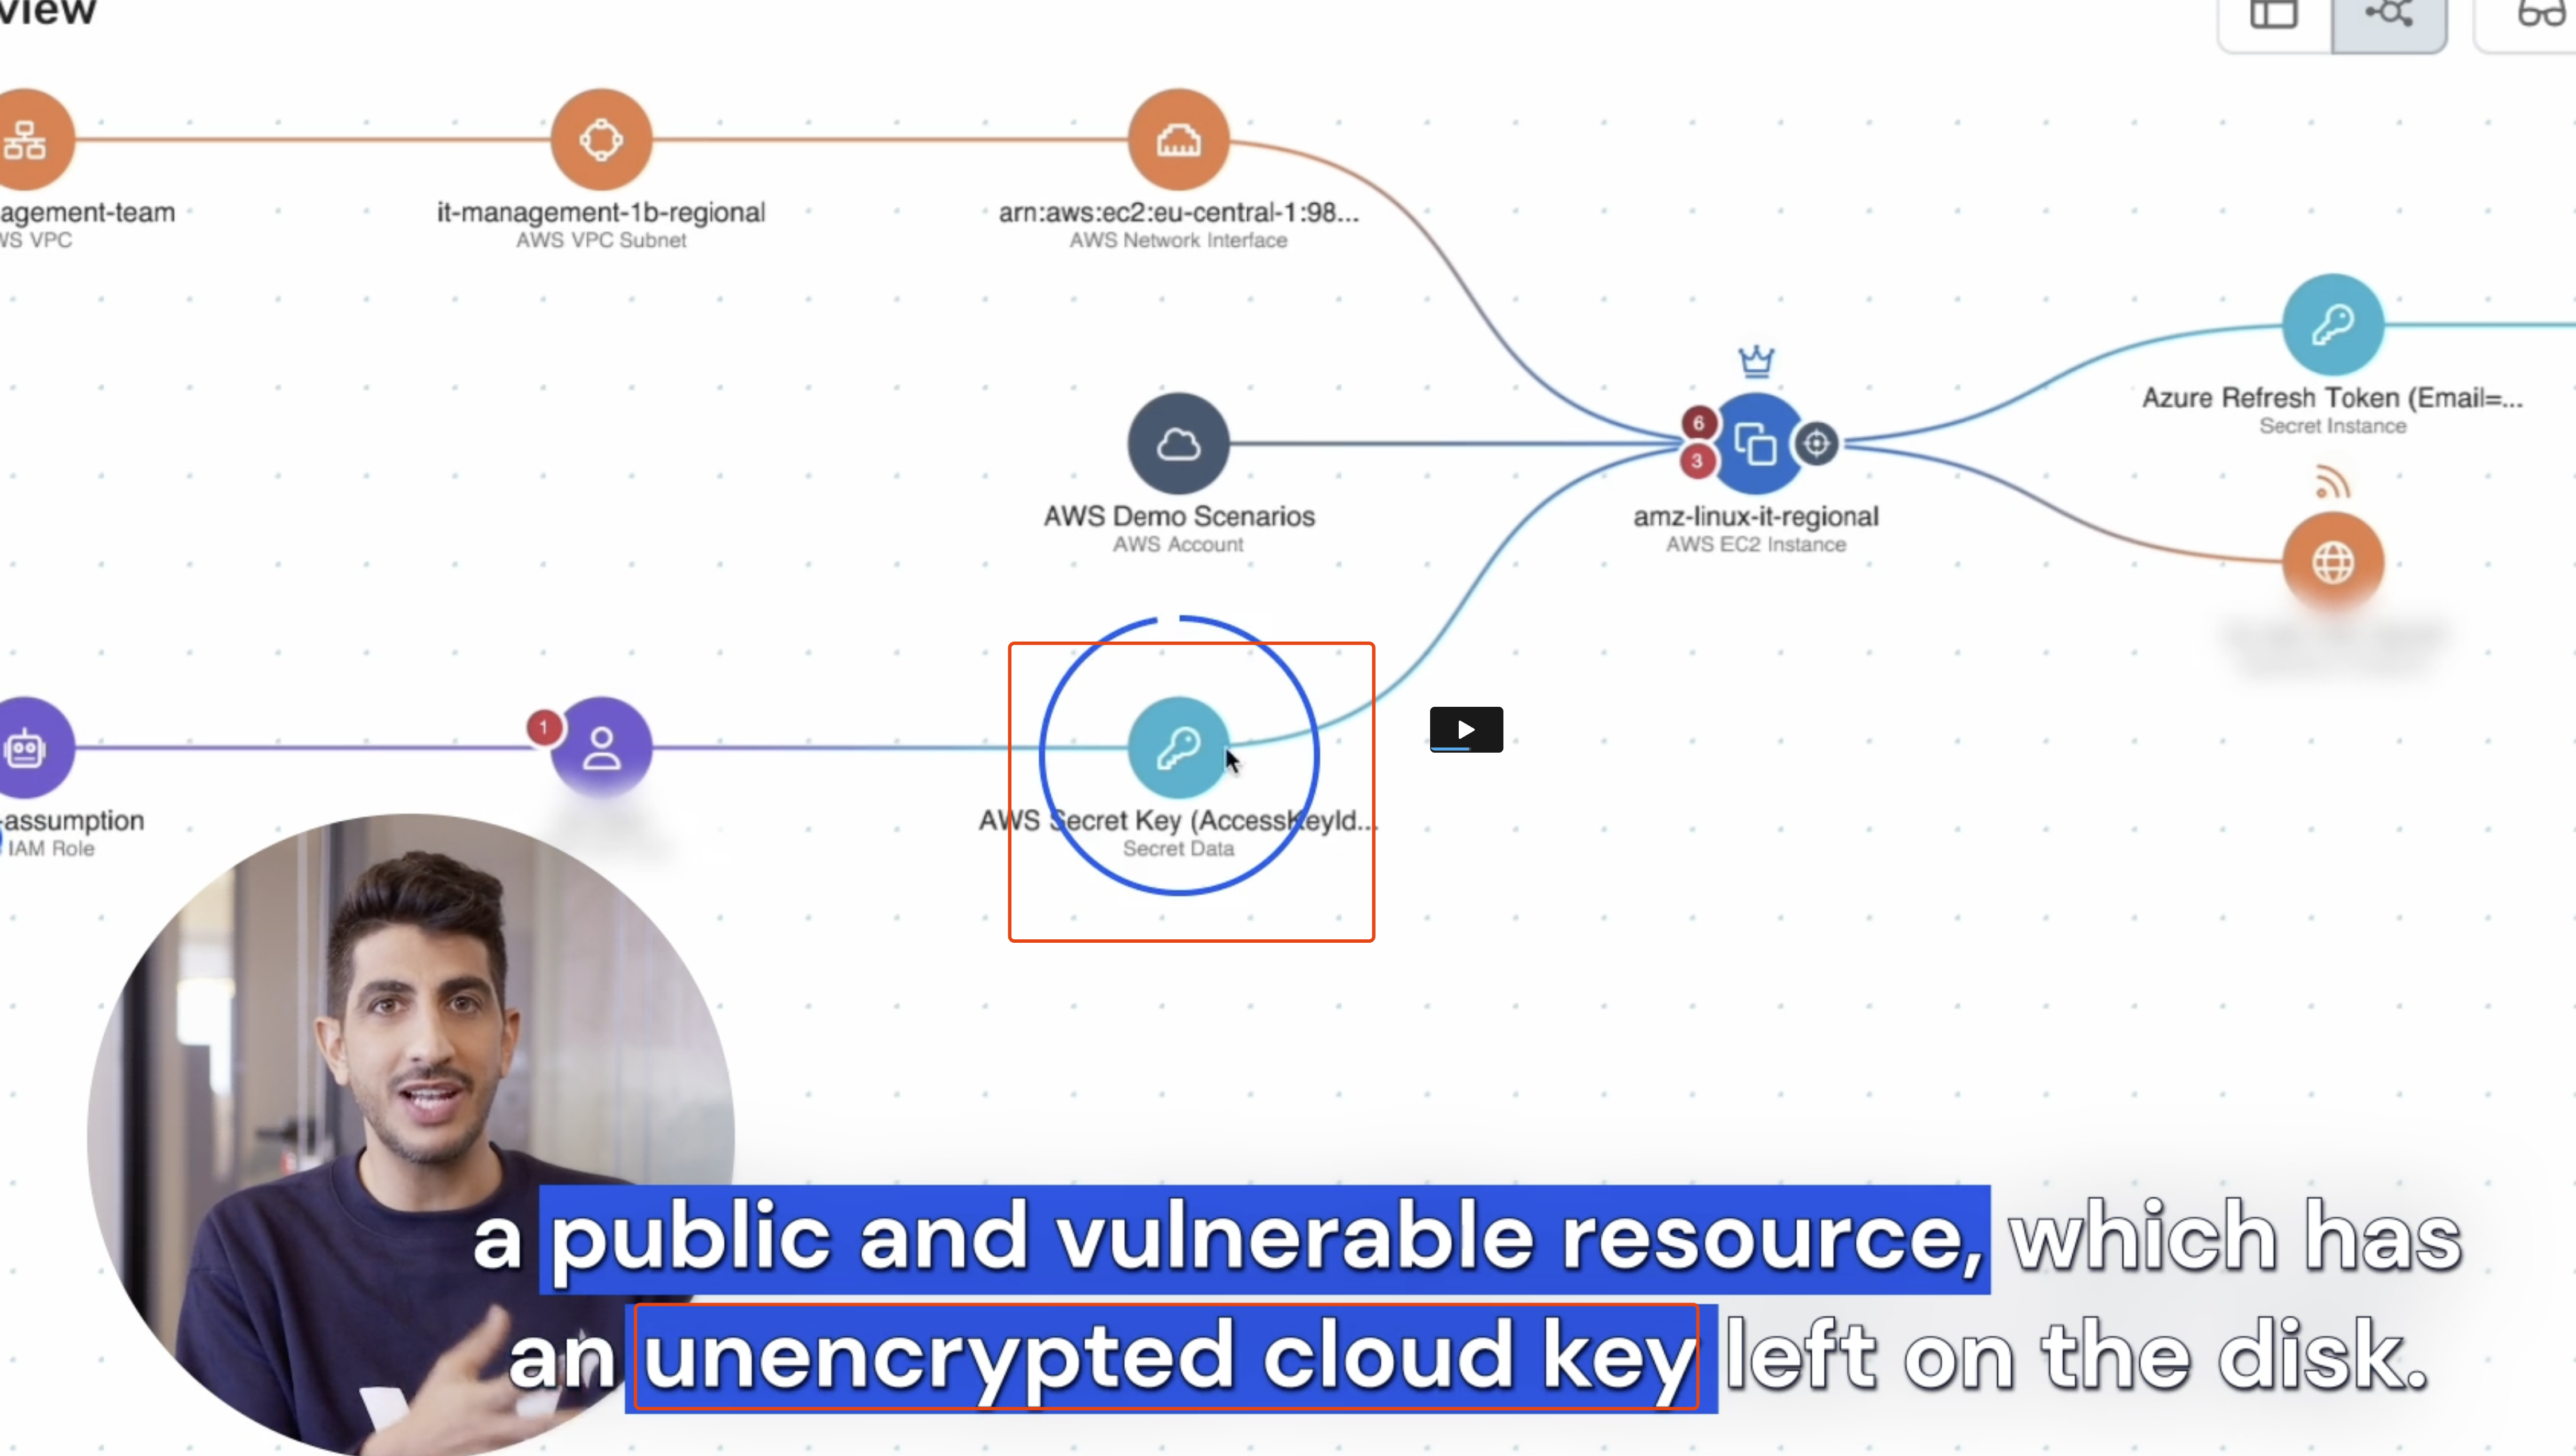 view
agement-team
WS VPC
it-management-1b-regional
AWS VPC Subnet
arn:aws:ec2:eu-central-1:98...
AWS Network Interface
Azure Refresh Token (Email=...
Secret Instance
6
3
AWS Demo Scenarios
AWS Account
amz-linux-it-regional
AWS EC2 Instance
1
-assumption
IAM Role
AWS Secret Key (AccessKeyId...
Secret Data
a public and vulnerable resource, which has
an unencrypted cloud key left on the disk.